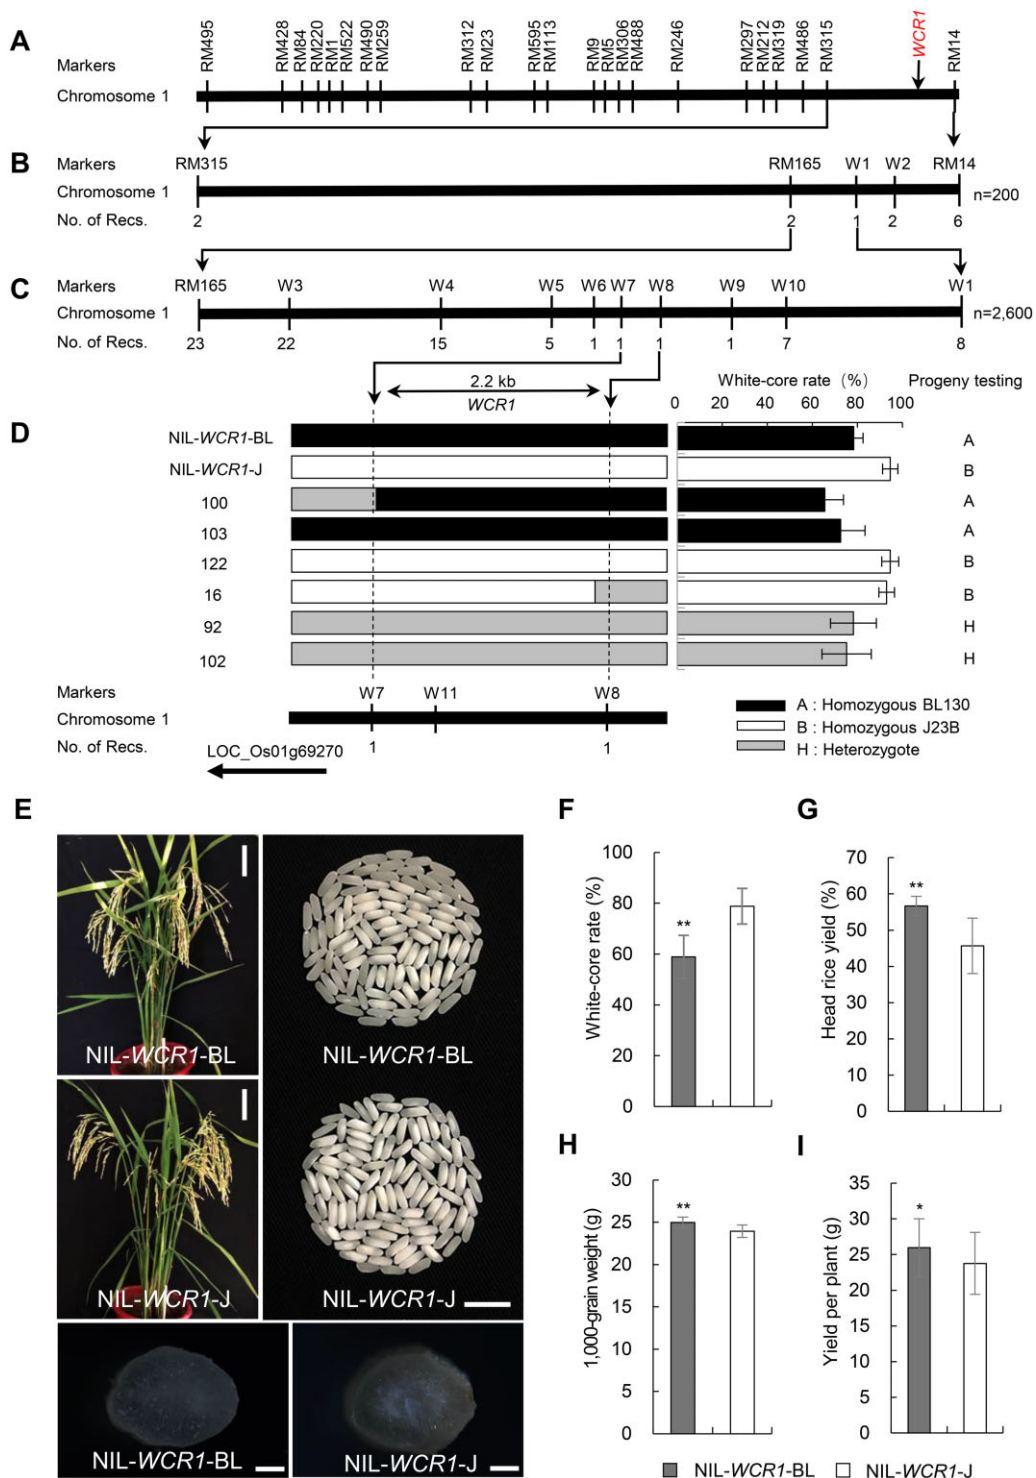 A
Markers
RM495 RM428 RM84 RM220 RM1 RM522 RM490 RM259 RM312 RM23 RM595 RM113 RM9 RM5 RM306 RM488 RM246 RM297 RM212 RM319 RM486 RM315 WCR1 RM14
Chromosome 1
B
Markers RM315 RM165 W1 W2 RM14
Chromosome 1 n=200
No. of Recs. 2 2 1 2 6
C
Markers RM165 W3 W4 W5 W6 W7 W8 W9 W10 W1
Chromosome 1 n=2,600
No. of Recs. 23 22 15 5 1 1 1 1 7 8
2.2 kb
WCR1
White-core rate (%) Progeny testing
0 20 40 60 80 100
D
NIL-WCR1-BL A
NIL-WCR1-J B
100 A
103 A
122 B
16 B
92 H
102 H
Markers W7 W11 W8
Chromosome 1
No. of Recs. 1 1
LOC_Os01g69270
A : Homozygous BL130
B : Homozygous J23B
H : Heterozygote
E
NIL-WCR1-BL
NIL-WCR1-BL
NIL-WCR1-J
NIL-WCR1-J
NIL-WCR1-BL
NIL-WCR1-J
F
White-core rate (%)
100
80
60
40
20
0
**
G
Head rice yield (%)
70
60
50
40
30
20
10
0
**
H
1,000-grain weight (g)
30
25
20
15
10
5
0
**
I
Yield per plant (g)
35
30
25
20
15
10
5
0
*
NIL-WCR1-BL
NIL-WCR1-J